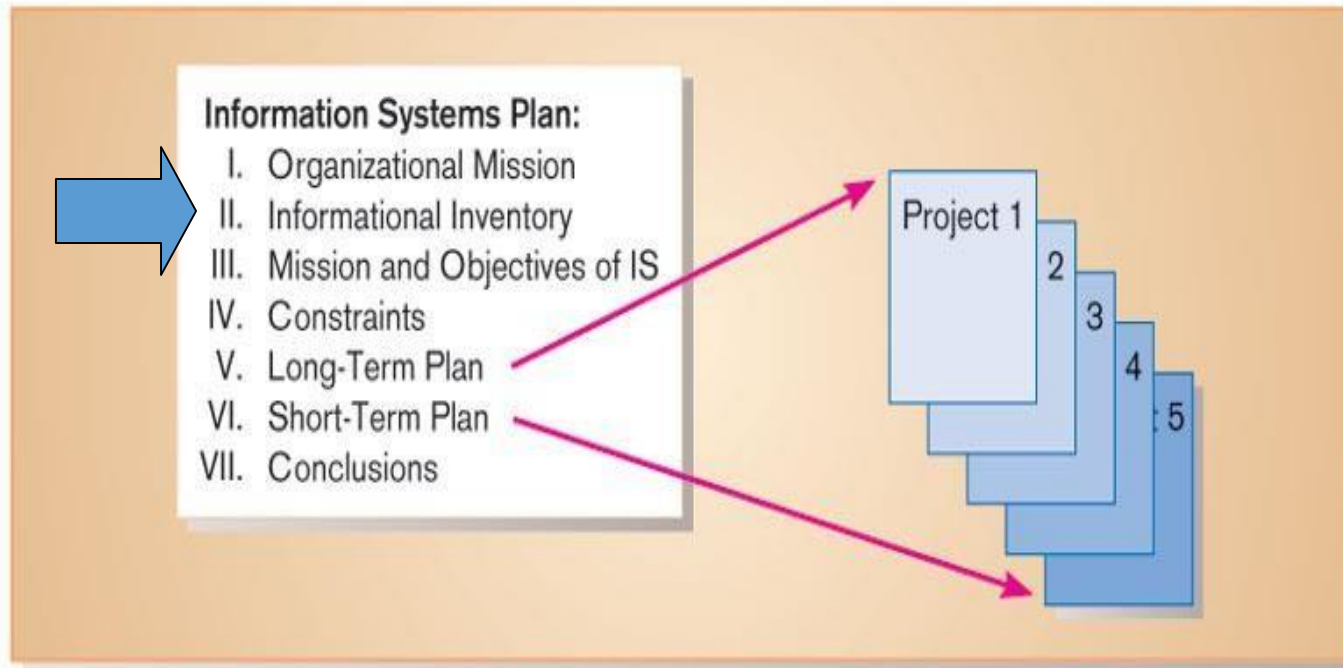 Information Systems Plan:
I. Organizational Mission
II. Informational Inventory
III. Mission and Objectives of IS
IV. Constraints
V. Long-Term Plan
VI. Short-Term Plan
VII. Conclusions
Project 1
2
3
4
t 5